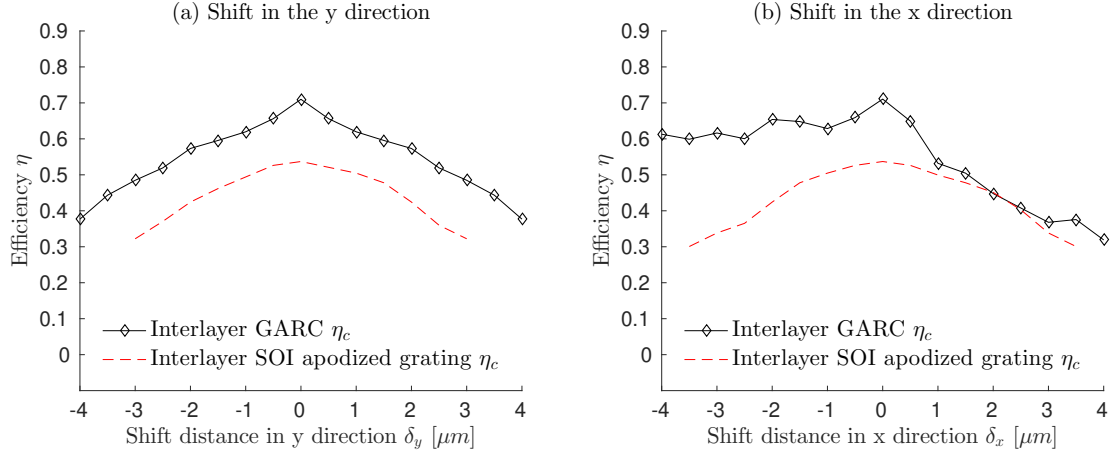 (a) Shift in the y direction
0.9
0.8
0.7
0.6
0.5
0.4
0.3
0.2
0.1
0
Efficiency η
Interlayer GARC η_c
Interlayer SOI apodized grating η_c
-4 -3 -2 -1 0 1 2 3 4
Shift distance in y direction δ_y [μm]
(b) Shift in the x direction
0.9
0.8
0.7
0.6
0.5
0.4
0.3
0.2
0.1
0
Efficiency η
Interlayer GARC η_c
Interlayer SOI apodized grating η_c
-4 -3 -2 -1 0 1 2 3 4
Shift distance in x direction δ_x [μm]